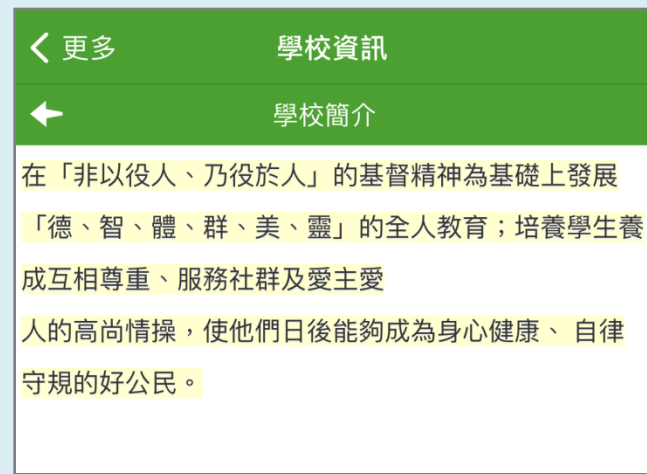 更多 學校資訊
學校簡介
在「非以役人、乃役於人」的基督精神為基礎上發展
「德、智、體、群、美、靈」的全人教育；培養學生養
成互相尊重、服務社群及愛主愛
人的高尚情操，使他們日後能夠成為身心健康、 自律
守規的好公民。